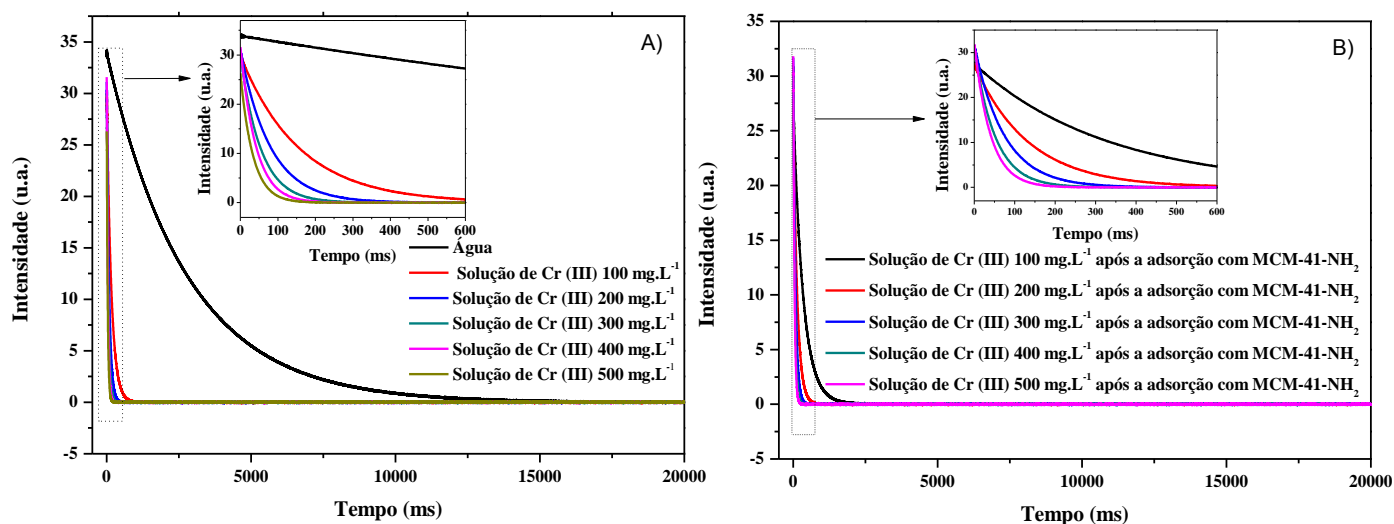 A)
35
30
25
20
15
10
5
0
-5
Intensidade (u.a.)
0
5000
10000
15000
20000
Tempo (ms)
30
20
10
0
Intensidade (u.a.)
0
100
200
300
400
500
600
Tempo (ms)
Água
Solução de Cr (III) 100 mg.L⁻¹
Solução de Cr (III) 200 mg.L⁻¹
Solução de Cr (III) 300 mg.L⁻¹
Solução de Cr (III) 400 mg.L⁻¹
Solução de Cr (III) 500 mg.L⁻¹
B)
35
30
25
20
15
10
5
0
-5
Intensidade (u.a.)
0
5000
10000
15000
20000
Tempo (ms)
30
20
10
0
Intensidade (u.a.)
0
100
200
300
400
500
600
Tempo (ms)
Solução de Cr (III) 100 mg.L⁻¹ após a adsorção com MCM-41-NH₂
Solução de Cr (III) 200 mg.L⁻¹ após a adsorção com MCM-41-NH₂
Solução de Cr (III) 300 mg.L⁻¹ após a adsorção com MCM-41-NH₂
Solução de Cr (III) 400 mg.L⁻¹ após a adsorção com MCM-41-NH₂
Solução de Cr (III) 500 mg.L⁻¹ após a adsorção com MCM-41-NH₂